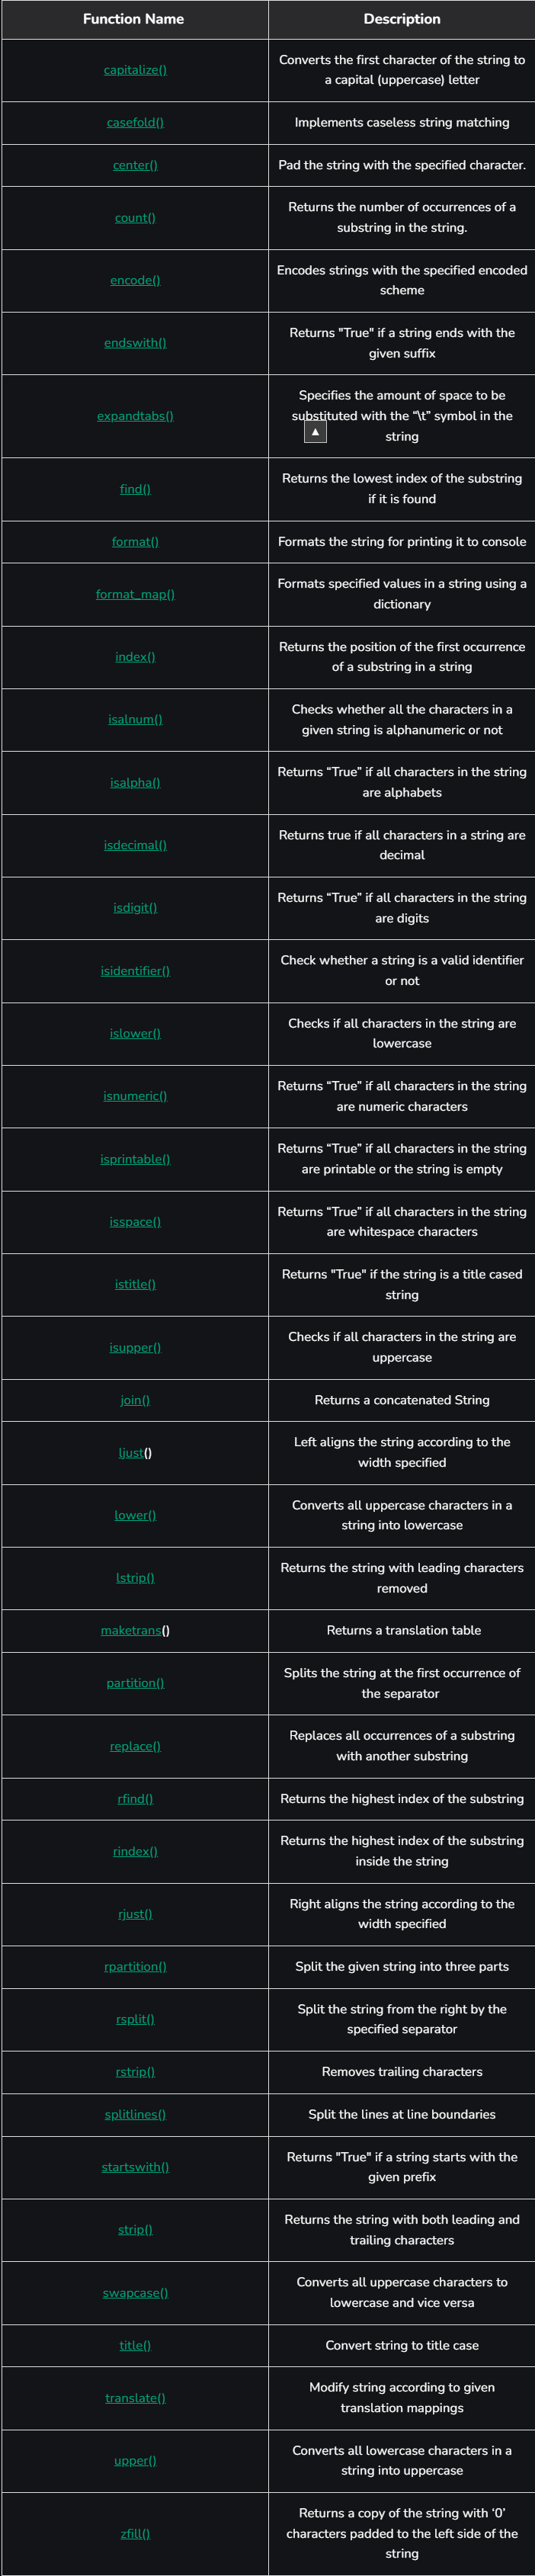 Function Name Description
capitalize() Converts the first character of the string to
a capital (uppercase) letter
casefold() Implements caseless string matching
center() Pad the string with the specified character.
count() Returns the number of occurrences of a
substring in the string.
encode() Encodes strings with the specified encoded
scheme
endswith() Returns "True" if a string ends with the
given suffix
expandtabs() Specifies the amount of space to be
substituted with the “\t” symbol in the
string
find() Returns the lowest index of the substring
if it is found
format() Formats the string for printing it to console
format_map() Formats specified values in a string using a
dictionary
index() Returns the position of the first occurrence
of a substring in a string
isalnum() Checks whether all the characters in a
given string is alphanumeric or not
isalpha() Returns “True” if all characters in the string
are alphabets
isdecimal() Returns true if all characters in a string are
decimal
isdigit() Returns “True” if all characters in the string
are digits
isidentifier() Check whether a string is a valid identifier
or not
islower() Checks if all characters in the string are
lowercase
isnumeric() Returns “True” if all characters in the string
are numeric characters
isprintable() Returns “True” if all characters in the string
are printable or the string is empty
isspace() Returns “True” if all characters in the string
are whitespace characters
istitle() Returns "True" if the string is a title cased
string
isupper() Checks if all characters in the string are
uppercase
join() Returns a concatenated String
ljust() Left aligns the string according to the
width specified
lower() Converts all uppercase characters in a
string into lowercase
lstrip() Returns the string with leading characters
removed
maketrans() Returns a translation table
partition() Splits the string at the first occurrence of
the separator
replace() Replaces all occurrences of a substring
with another substring
rfind() Returns the highest index of the substring
rindex() Returns the highest index of the substring
inside the string
rjust() Right aligns the string according to the
width specified
rpartition() Split the given string into three parts
rsplit() Split the string from the right by the
specified separator
rstrip() Removes trailing characters
splitlines() Split the lines at line boundaries
startswith() Returns "True" if a string starts with the
given prefix
strip() Returns the string with both leading and
trailing characters
swapcase() Converts all uppercase characters to
lowercase and vice versa
title() Convert string to title case
translate() Modify string according to given
translation mappings
upper() Converts all lowercase characters in a
string into uppercase
zfill() Returns a copy of the string with ‘0’
characters padded to the left side of the
string